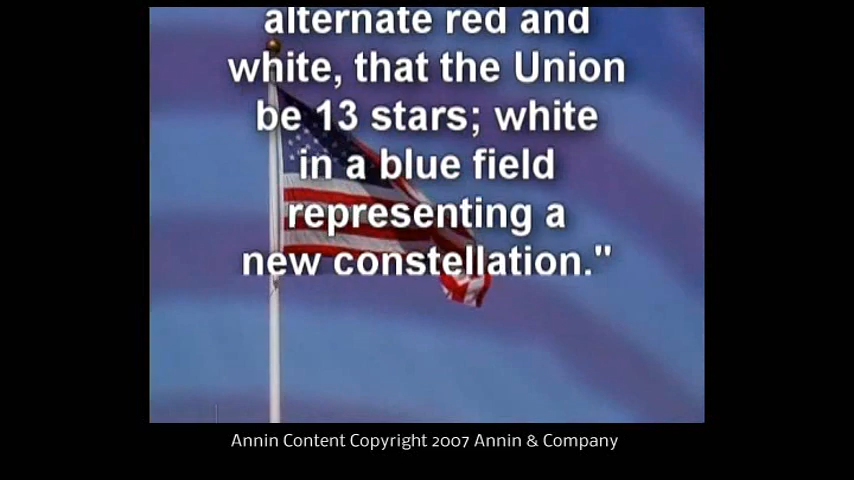 alternate red and
white, that the Union
be 13 stars; white
in a blue field
representing a
new constellation."
Annin Content Copyright 2007 Annin & Company